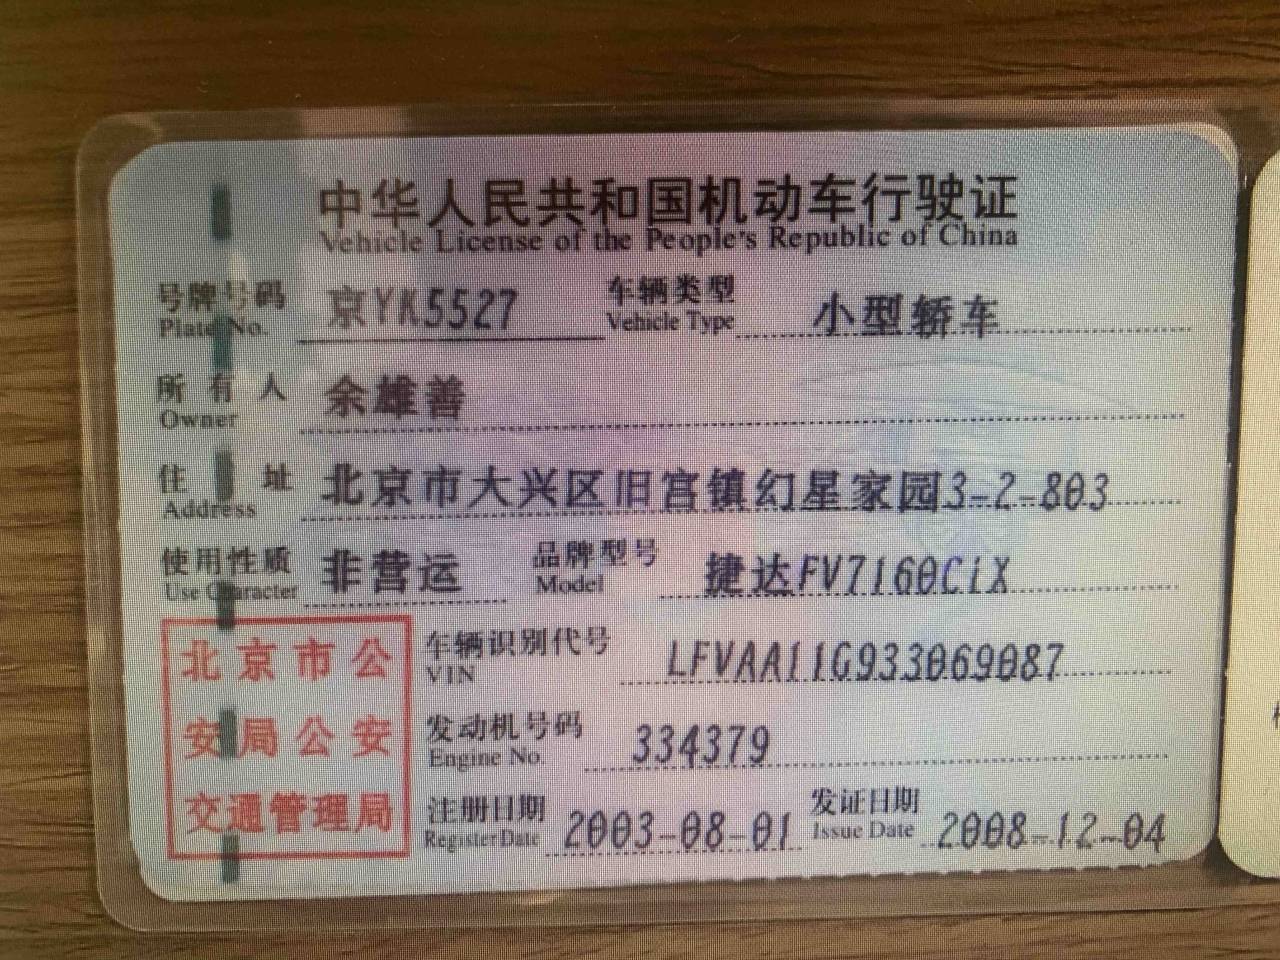 中华人民共和国机动车行驶证
Vehicle License of the People's Republic of China
号牌号码 京YK5527 车辆类型 小型轿车
Plate No. Vehicle Type
所有人 余雄善
Owner
住址 北京市大兴区旧宫镇幻星家园3-2-803
Address
使用性质 非营运 品牌型号 捷达FV7160CiX
Use Character Model
北京市公
安局公安
交通管理局
车辆识别代号 LFVAA11G933069087
VIN
发动机号码 334379
Engine No.
注册日期 2003-08-01 发证日期 2008-12-04
Register Date Issue Date